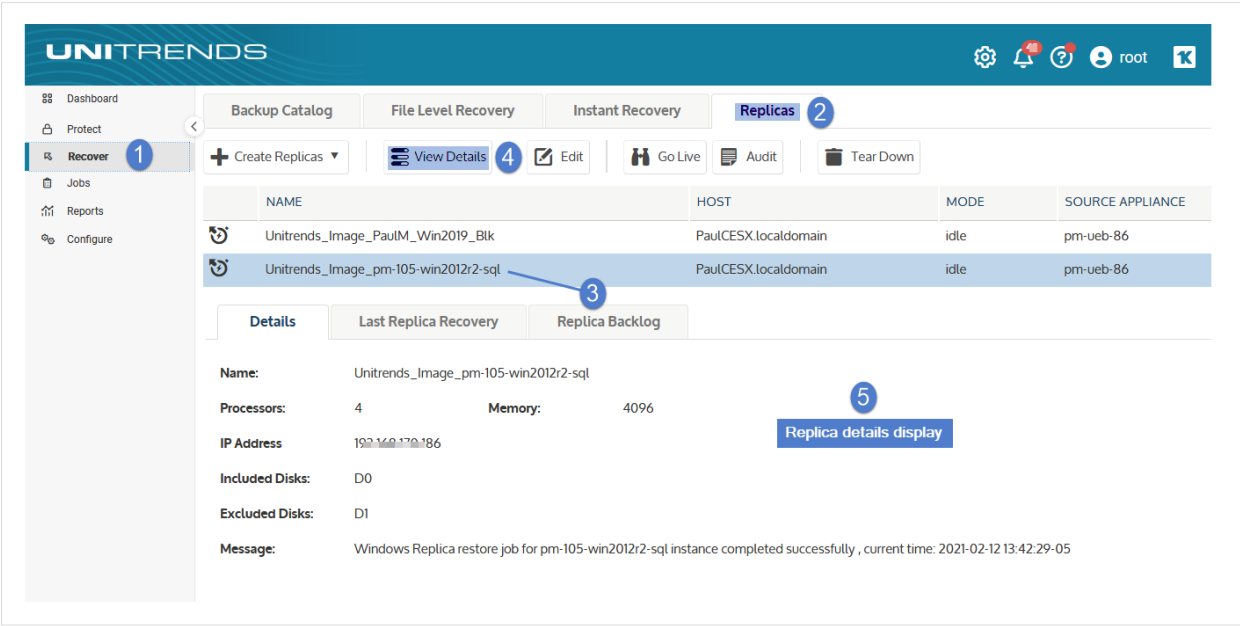 UNITRENDS
root
Dashboard
Protect
Recover 1
Jobs
Reports
Configure
Backup Catalog File Level Recovery Instant Recovery Replicas 2
Create Replicas View Details 4 Edit Go Live Audit Tear Down
NAME HOST MODE SOURCE APPLIANCE
Unitrends_Image_PaulM_Win2019_Blk PaulCESX.localdomain idle pm-ueb-86
Unitrends_Image_pm-105-win2012r2-sql PaulCESX.localdomain idle pm-ueb-86
3
Details Last Replica Recovery Replica Backlog
Name: Unitrends_Image_pm-105-win2012r2-sql
Processors: 4 Memory: 4096
5
Replica details display
IP Address
Included Disks: D0
Excluded Disks: D1
Message: Windows Replica restore job for pm-105-win2012r2-sql instance completed successfully , current time: 2021-02-12 13:42:29-05